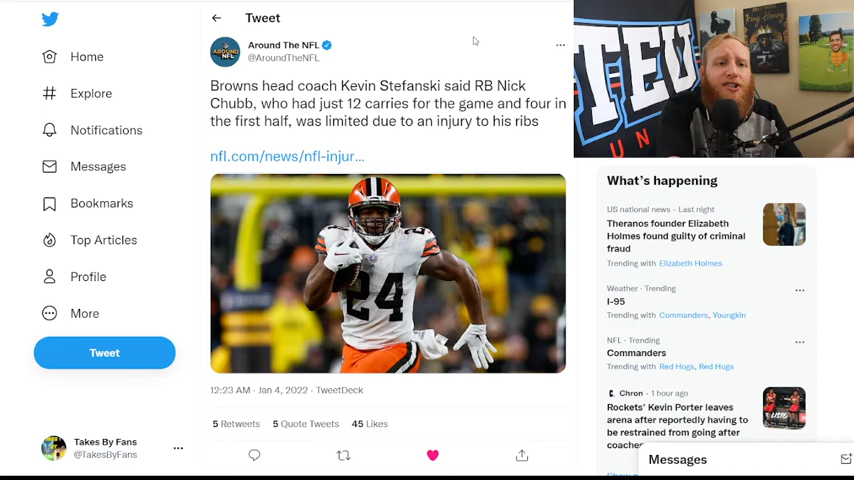 Home
Explore
Notifications
Messages
Bookmarks
Top Articles
Profile
More
Tweet
Takes By Fans
@TakesByFans
Tweet
Around The NFL
@AroundTheNFL
Browns head coach Kevin Stefanski said RB Nick
Chubb, who had just 12 carries for the game and four in
the first half, was limited due to an injury to his ribs
nfl.com/news/nfl-injur...
24
12:23 AM · Jan 4, 2022 · TweetDeck
5 Retweets 5 Quote Tweets 45 Likes
TEU
UN
What's happening
US national news · Last night
Theranos founder Elizabeth
Holmes found guilty of criminal
fraud
Trending with Elizabeth Holmes
Weather · Trending
I-95
Trending with Commanders, Youngkin
NFL · Trending
Commanders
Trending with Red Hogs, Red Hogs
Chron · 1 hour ago
Rockets' Kevin Porter leaves
arena after reportedly having to
be restrained from going after
Messages